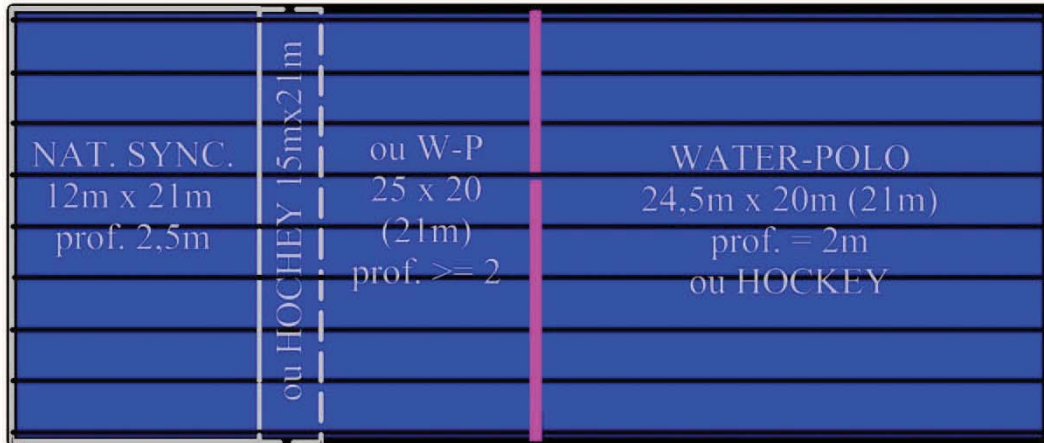 NAT. SYNC.
12m x 21m
prof. 2,5m
ou HOCHEY 15mx21m
ou W-P
25 x 20
(21m)
prof. >= 2
WATER-POLO
24,5m x 20m (21m)
prof. = 2m
ou HOCKEY